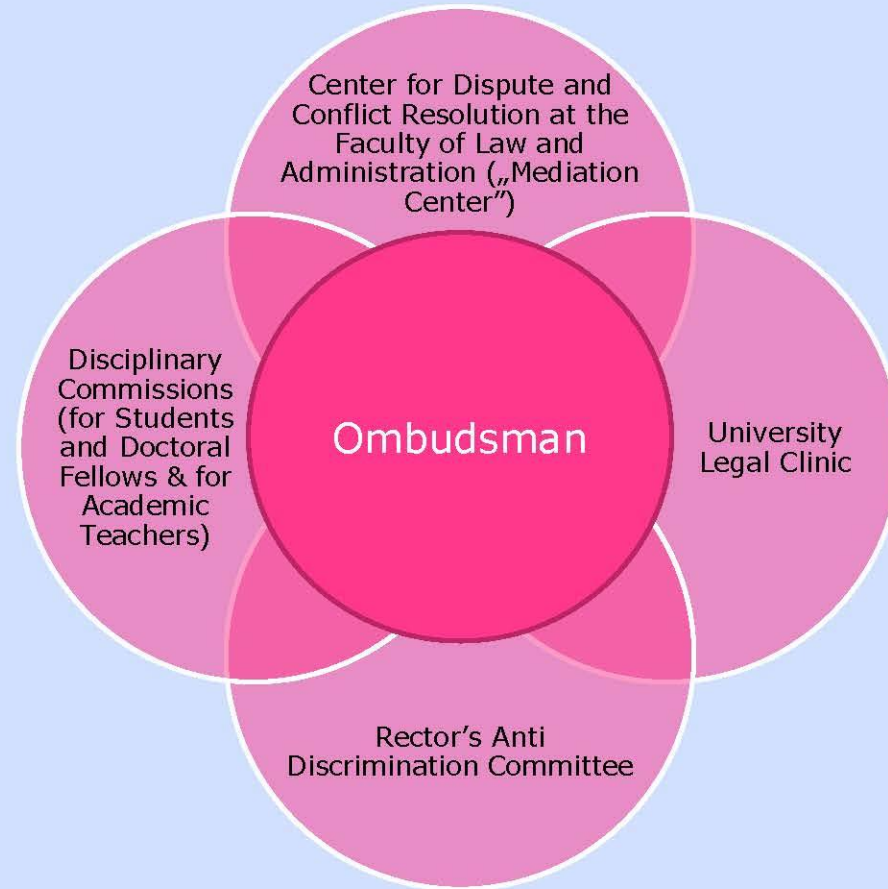 Center for Dispute and
Conflict Resolution at the
Faculty of Law and
Administration („Mediation
Center”)
Disciplinary
Commissions
(for Students
and Doctoral
Fellows & for
Academic
Teachers)
Ombudsman
University
Legal Clinic
Rector’s Anti
Discrimination Committee